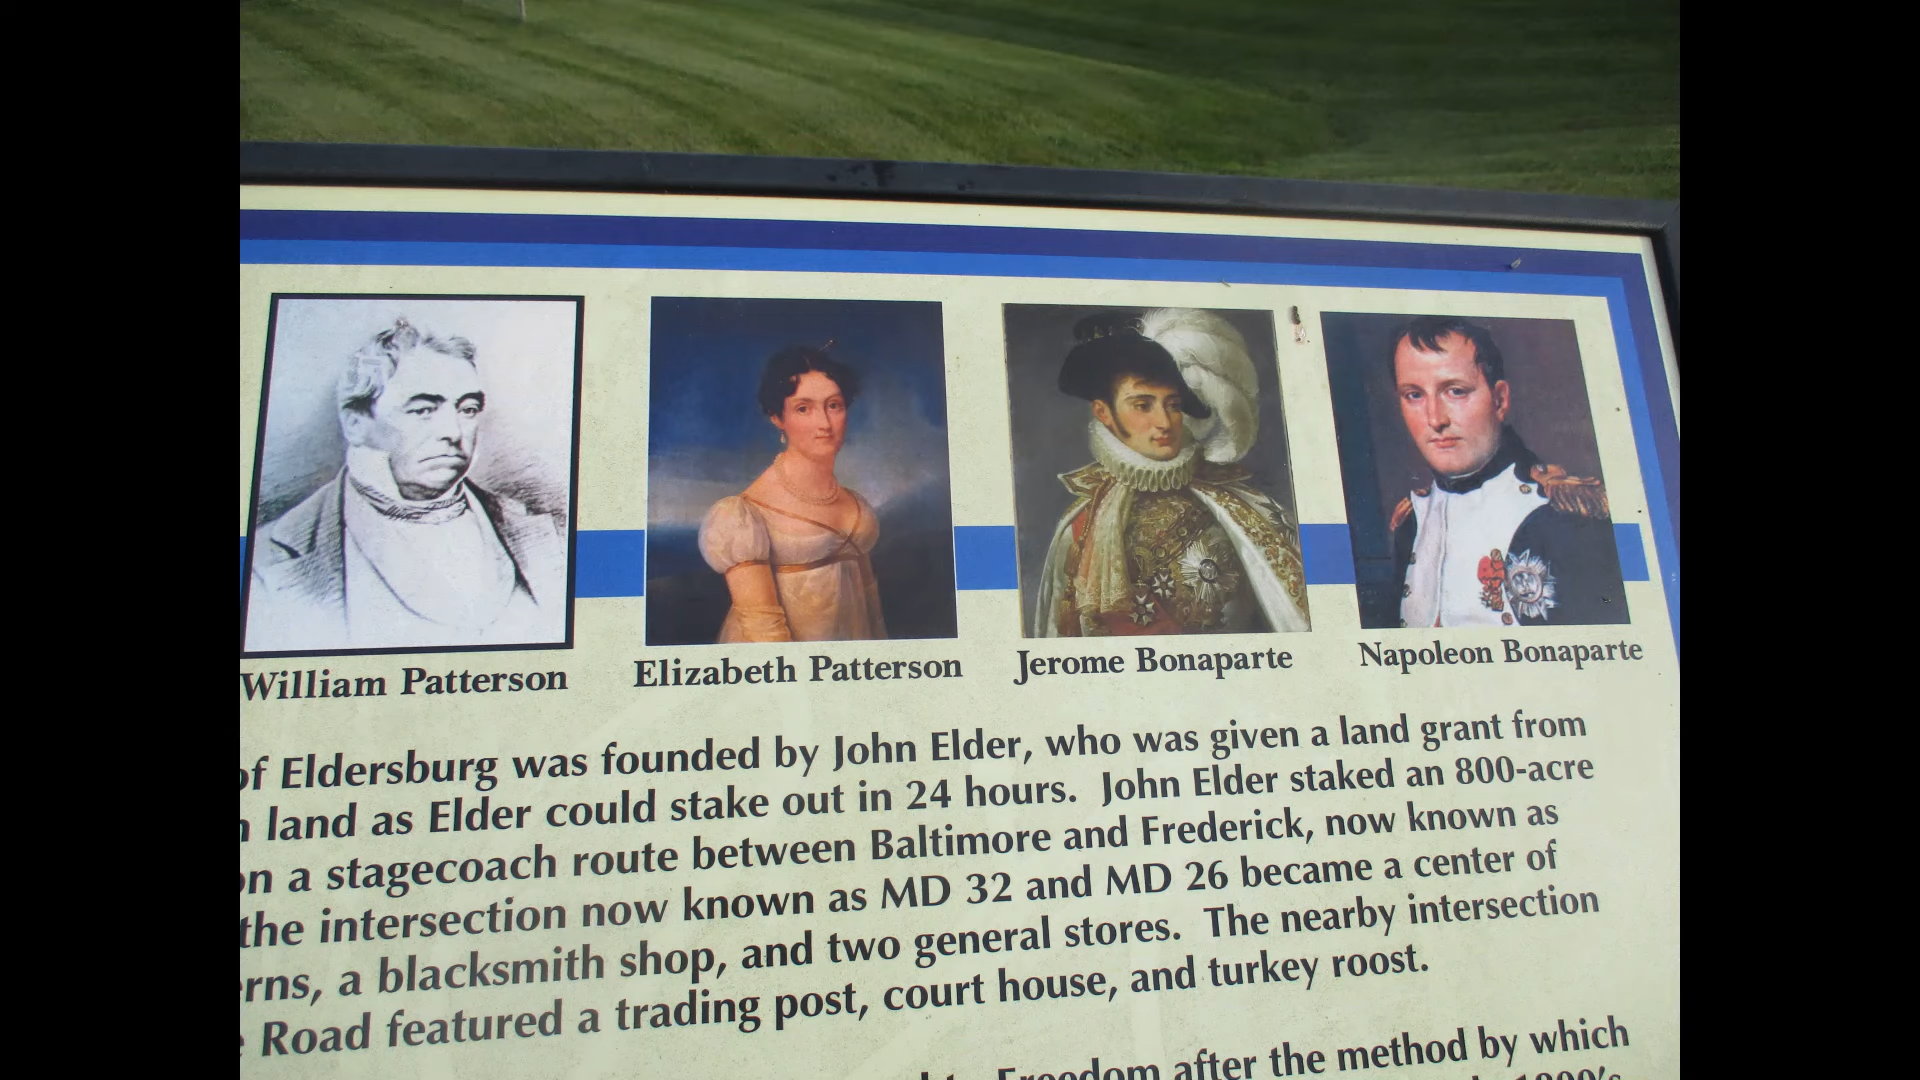 William Patterson Elizabeth Patterson Jerome Bonaparte Napoleon Bonaparte
of Eldersburg was founded by John Elder, who was given a land grant from
land as Elder could stake out in 24 hours. John Elder staked an 800-acre
on a stagecoach route between Baltimore and Frederick, now known as
the intersection now known as MD 32 and MD 26 became a center of
erns, a blacksmith shop, and two general stores. The nearby intersection
Road featured a trading post, court house, and turkey roost.
Freedom after the method by which
1800's